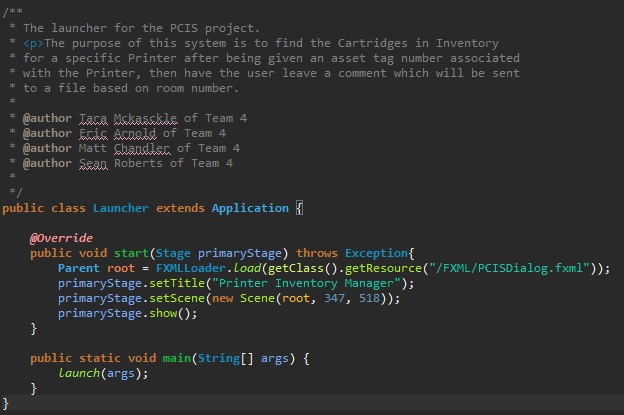 /**
 * The launcher for the PCIS project.
 * <p>The purpose of this system is to find the Cartridges in Inventory
 * for a specific Printer after being given an asset tag number associated
 * with the Printer, then have the user leave a comment which will be sent
 * to a file based on room number.
 *
 * @author Tara Mckasckle of Team 4
 * @author Eric Arnold of Team 4
 * @author Matt Chandler of Team 4
 * @author Sean Roberts of Team 4
 *
 */
public class Launcher extends Application {

    @Override
    public void start(Stage primaryStage) throws Exception{
        Parent root = FXMLLoader.load(getClass().getResource("/FXML/PCISDialog.fxml"));
        primaryStage.setTitle("Printer Inventory Manager");
        primaryStage.setScene(new Scene(root, 347, 518));
        primaryStage.show();
    }

    public static void main(String[] args) {
        launch(args);
    }
}